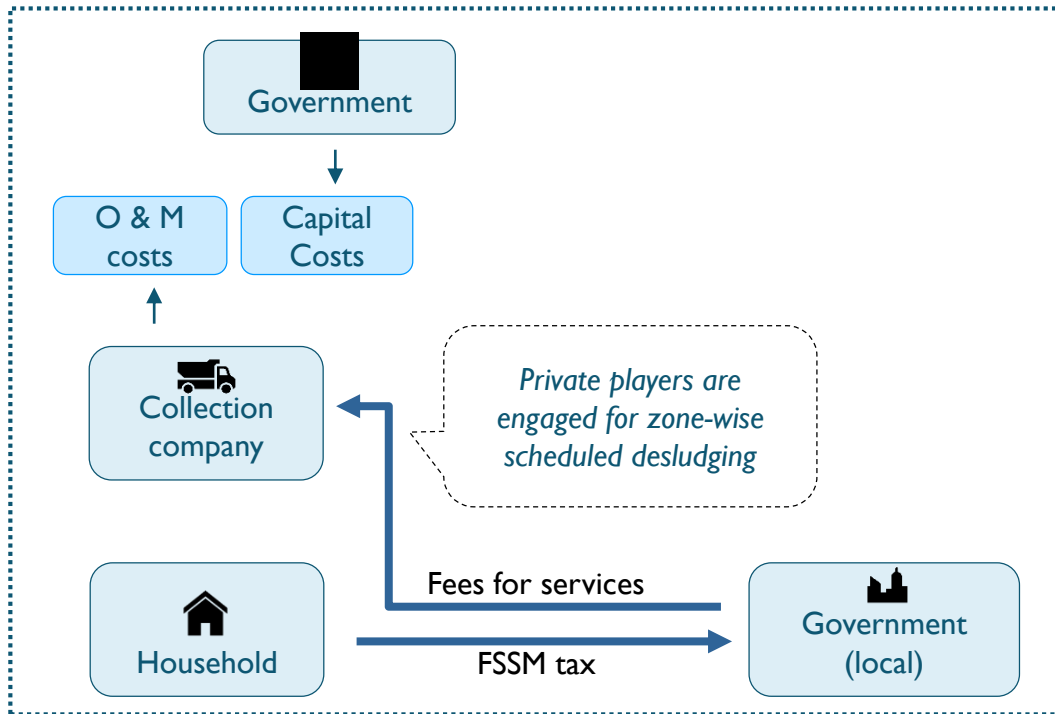 Government
O & M
costs
Capital
Costs
Collection
company
Private players are
engaged for zone-wise
scheduled desludging
Fees for services
Household
FSSM tax
Government
(local)